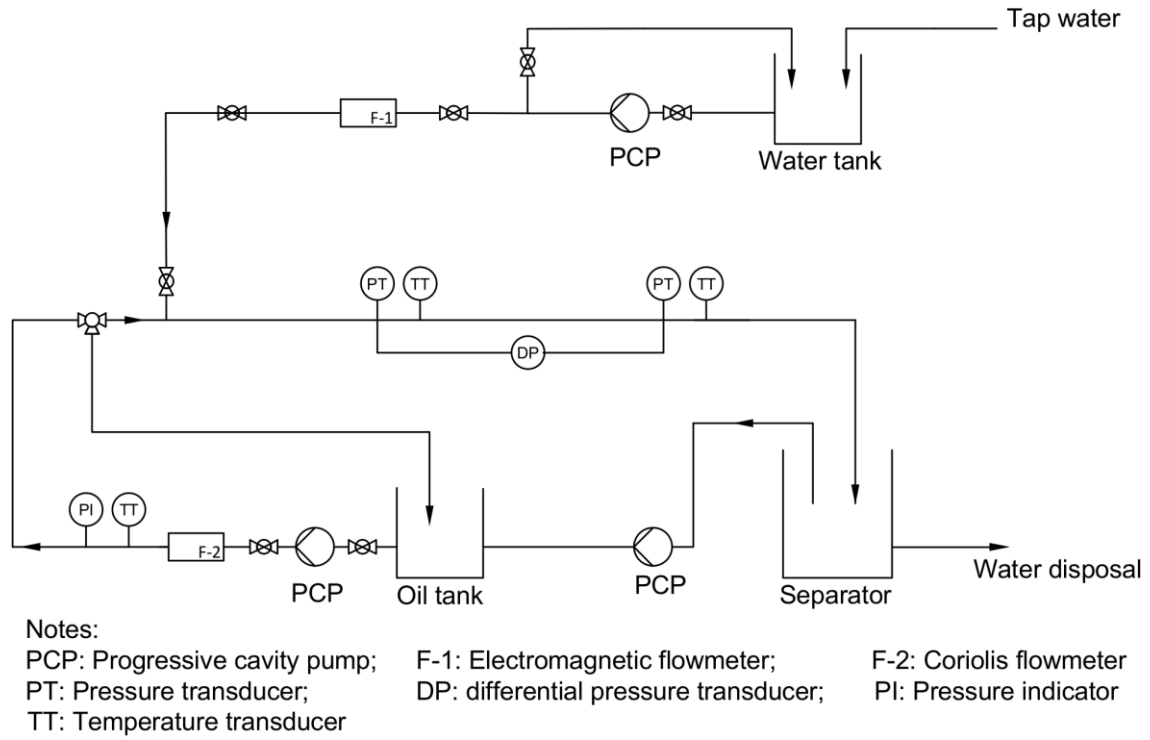 Tap water
F-1
PCP
Water tank
PT
TT
PT
TT
DP
PI
TT
F-2
PCP
Oil tank
PCP
Separator
Water disposal
Notes:
PCP: Progressive cavity pump; F-1: Electromagnetic flowmeter; F-2: Coriolis flowmeter
PT: Pressure transducer; DP: differential pressure transducer; PI: Pressure indicator
TT: Temperature transducer